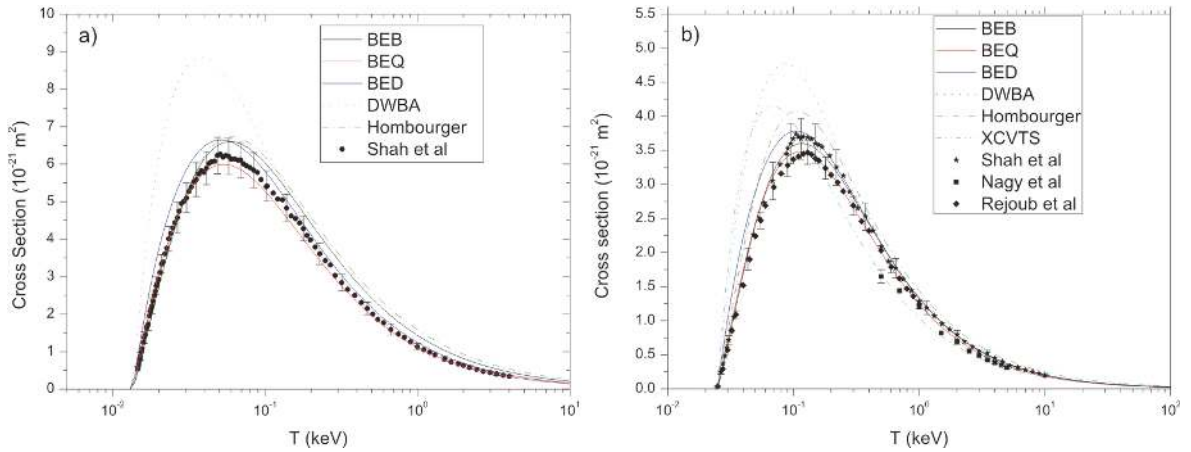 a)
BEB
BEQ
BED
DWBA
Hombourger
Shah et al
Cross Section (10⁻²¹ m²)
10
9
8
7
6
5
4
3
2
1
0
10⁻²
10⁻¹
10⁰
10¹
T (keV)
b)
BEB
BEQ
BED
DWBA
Hombourger
XCVTS
Shah et al
Nagy et al
Rejoub et al
Cross section (10⁻²¹ m²)
5.5
5.0
4.5
4.0
3.5
3.0
2.5
2.0
1.5
1.0
0.5
0.0
10⁻²
10⁻¹
10⁰
10¹
10²
T (keV)